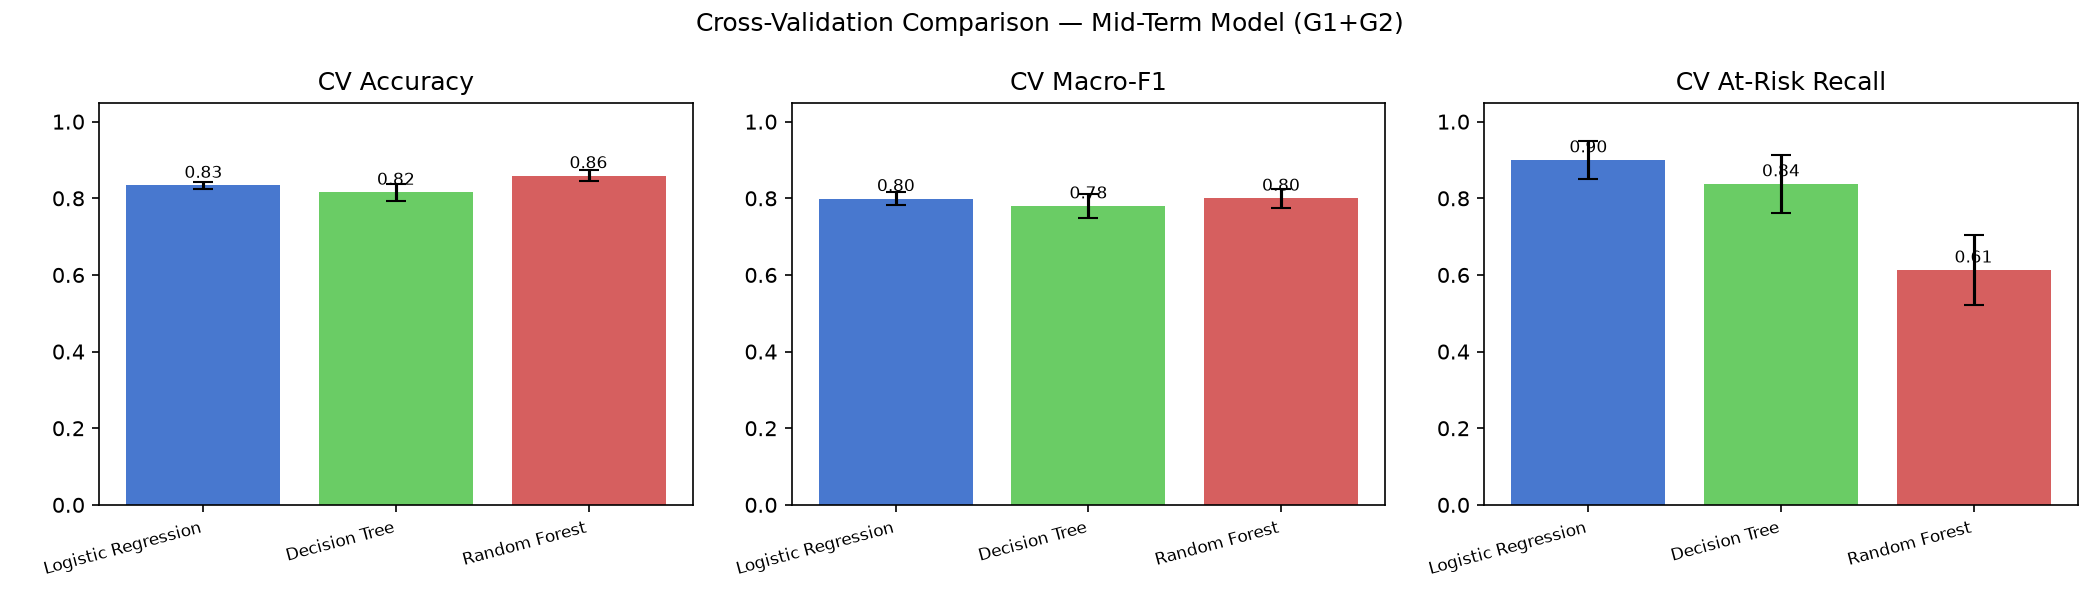 Cross-Validation Comparison — Mid-Term Model (G1+G2)
CV Accuracy
1.0
0.8
0.6
0.4
0.2
0.0
0.83
0.82
0.86
Logistic Regression
Decision Tree
Random Forest
CV Macro-F1
1.0
0.8
0.6
0.4
0.2
0.0
0.80
0.78
0.80
Logistic Regression
Decision Tree
Random Forest
CV At-Risk Recall
1.0
0.8
0.6
0.4
0.2
0.0
0.90
0.84
0.61
Logistic Regression
Decision Tree
Random Forest